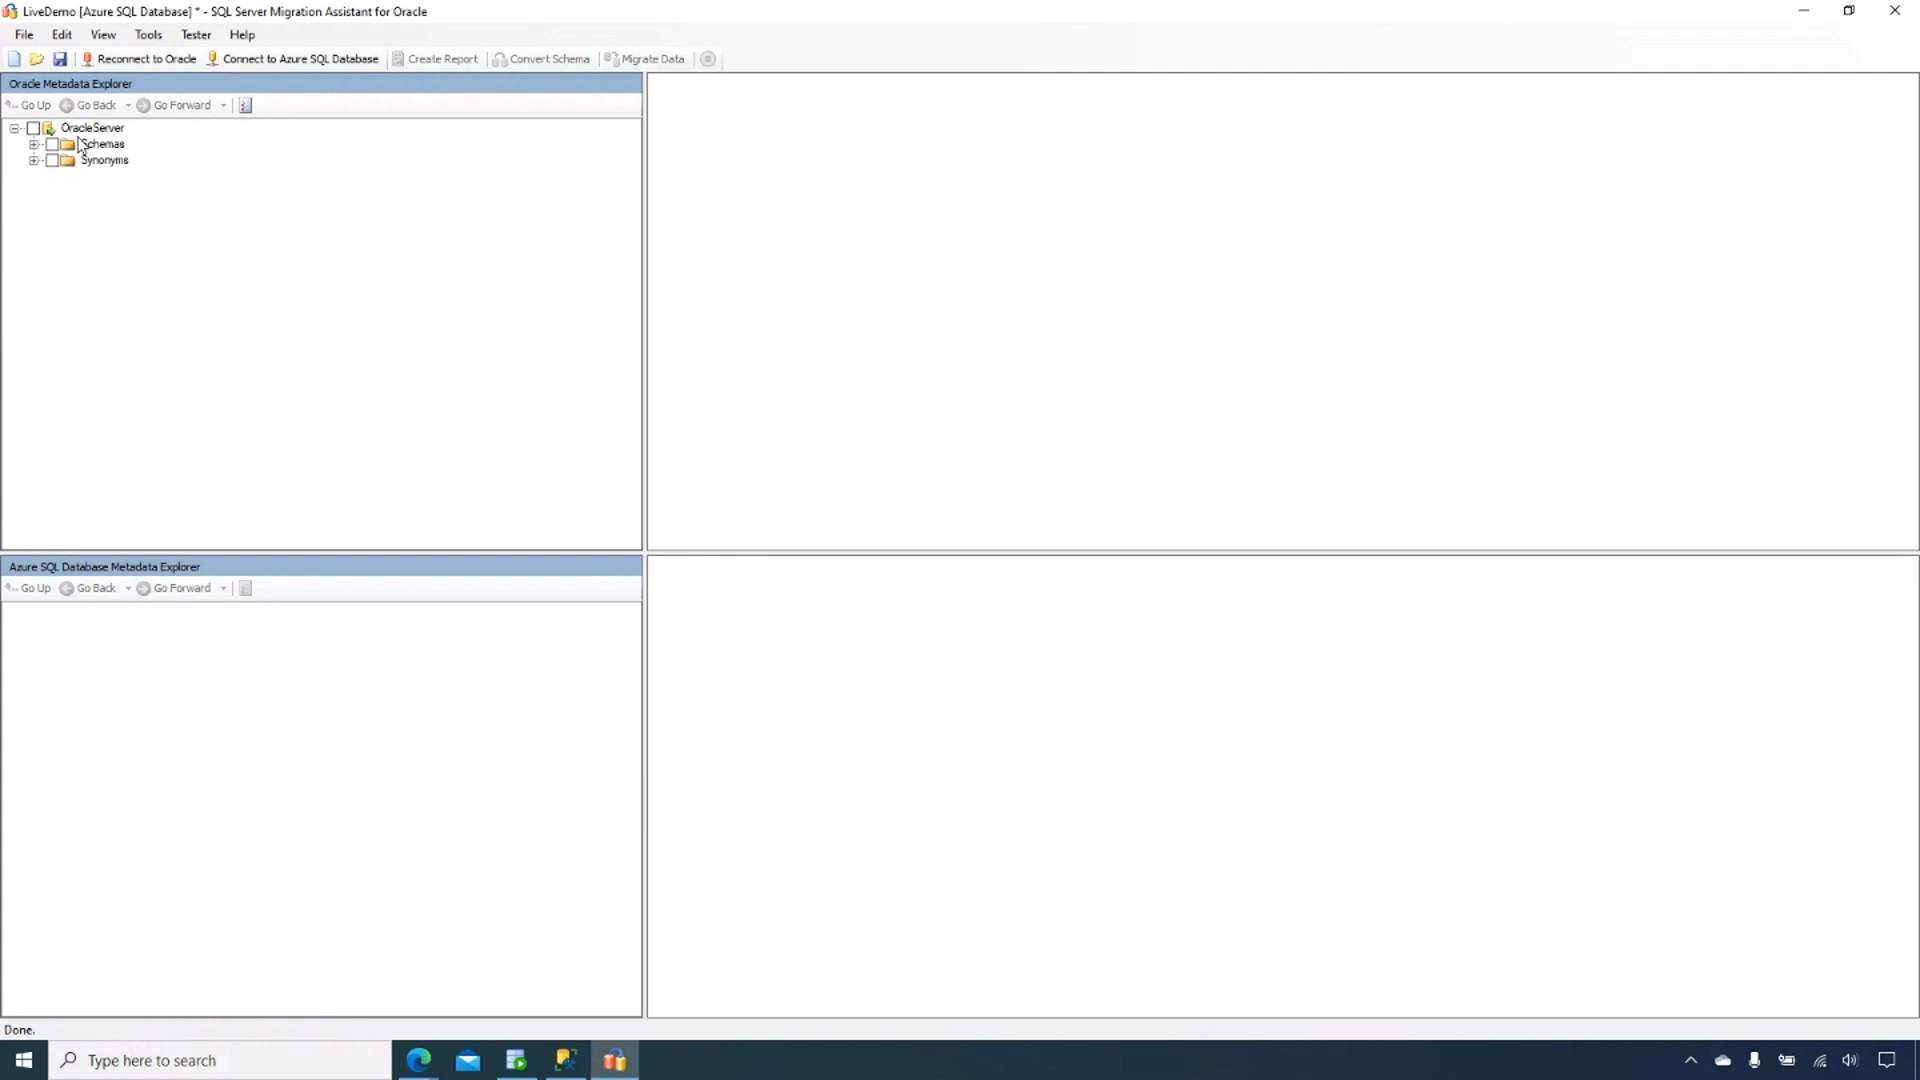 LiveDemo [Azure SQL Database] * - SQL Server Migration Assistant for Oracle
File Edit View Tools Tester Help
Reconnect to Oracle Connect to Azure SQL Database Create Report Convert Schema Migrate Data
Oracle Metadata Explorer
Go Up Go Back Go Forward
OracleServer
Schemas
Synonyms
Azure SQL Database Metadata Explorer
Go Up Go Back Go Forward
Done.
Type here to search